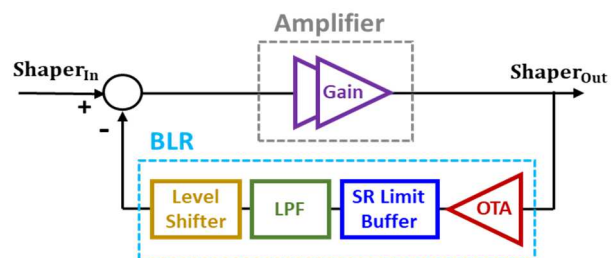 Amplifier
Shaper_In
Shaper_Out
+
Gain
-
BLR
Level
Shifter
LPF
SR Limit
Buffer
OTA